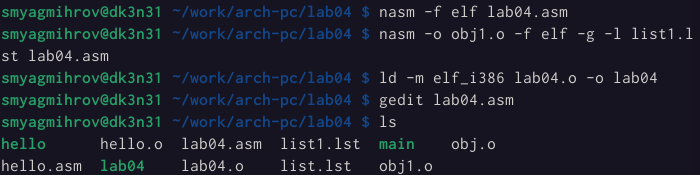 smyagmihrov@dk3n31 ~/work/arch-pc/lab04 $ nasm -f elf lab04.asm
smyagmihrov@dk3n31 ~/work/arch-pc/lab04 $ nasm -o obj1.o -f elf -g -l list1.l
st lab04.asm
smyagmihrov@dk3n31 ~/work/arch-pc/lab04 $ ld -m elf_i386 lab04.o -o lab04
smyagmihrov@dk3n31 ~/work/arch-pc/lab04 $ gedit lab04.asm
smyagmihrov@dk3n31 ~/work/arch-pc/lab04 $ ls
hello      hello.o  lab04.asm  list1.lst  main    obj.o
hello.asm  lab04    lab04.o    list.lst   obj1.o